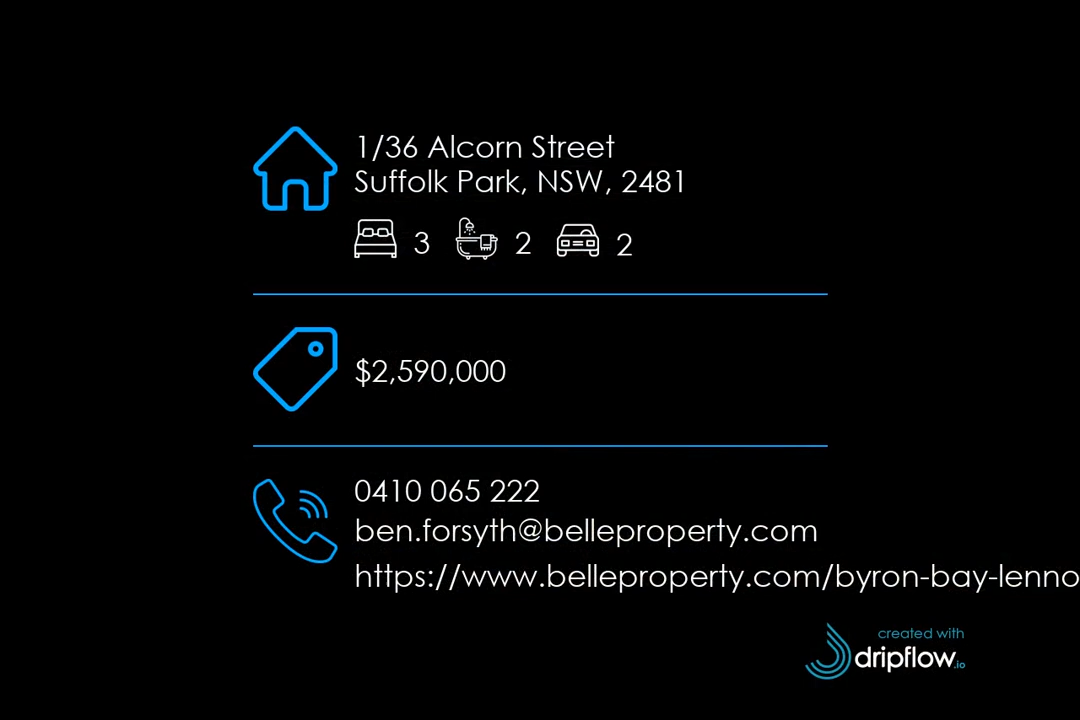 1/36 Alcorn Street
Suffolk Park, NSW, 2481
3 2 2
$2,590,000
0410 065 222
ben.forsyth@belleproperty.com
https://www.belleproperty.com/byron-bay-lenno
created with
dripflow.io